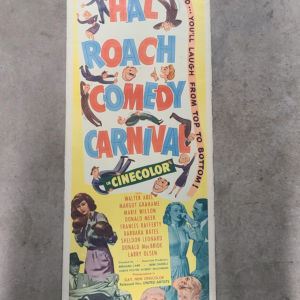 HAL
ROACH
COMEDY
CARNIVAL
IN CINECOLOR
YOU'LL LAUGH FROM TOP TO BOTTOM!
WALTER ABEL
MARGOT GRAHAME
MARIE WILSON
DONALD MEEK
FRANCES RAFFERTY
BARBARA BATES
SHELDON LEONARD
DONALD MacBRIDE
LARRY OLSEN
UNITED ARTISTS